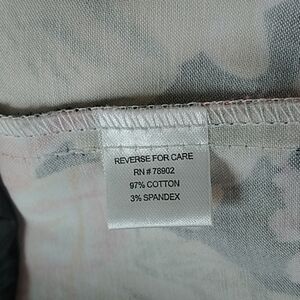 REVERSE FOR CARE
RN # 78902
97% COTTON
3% SPANDEX